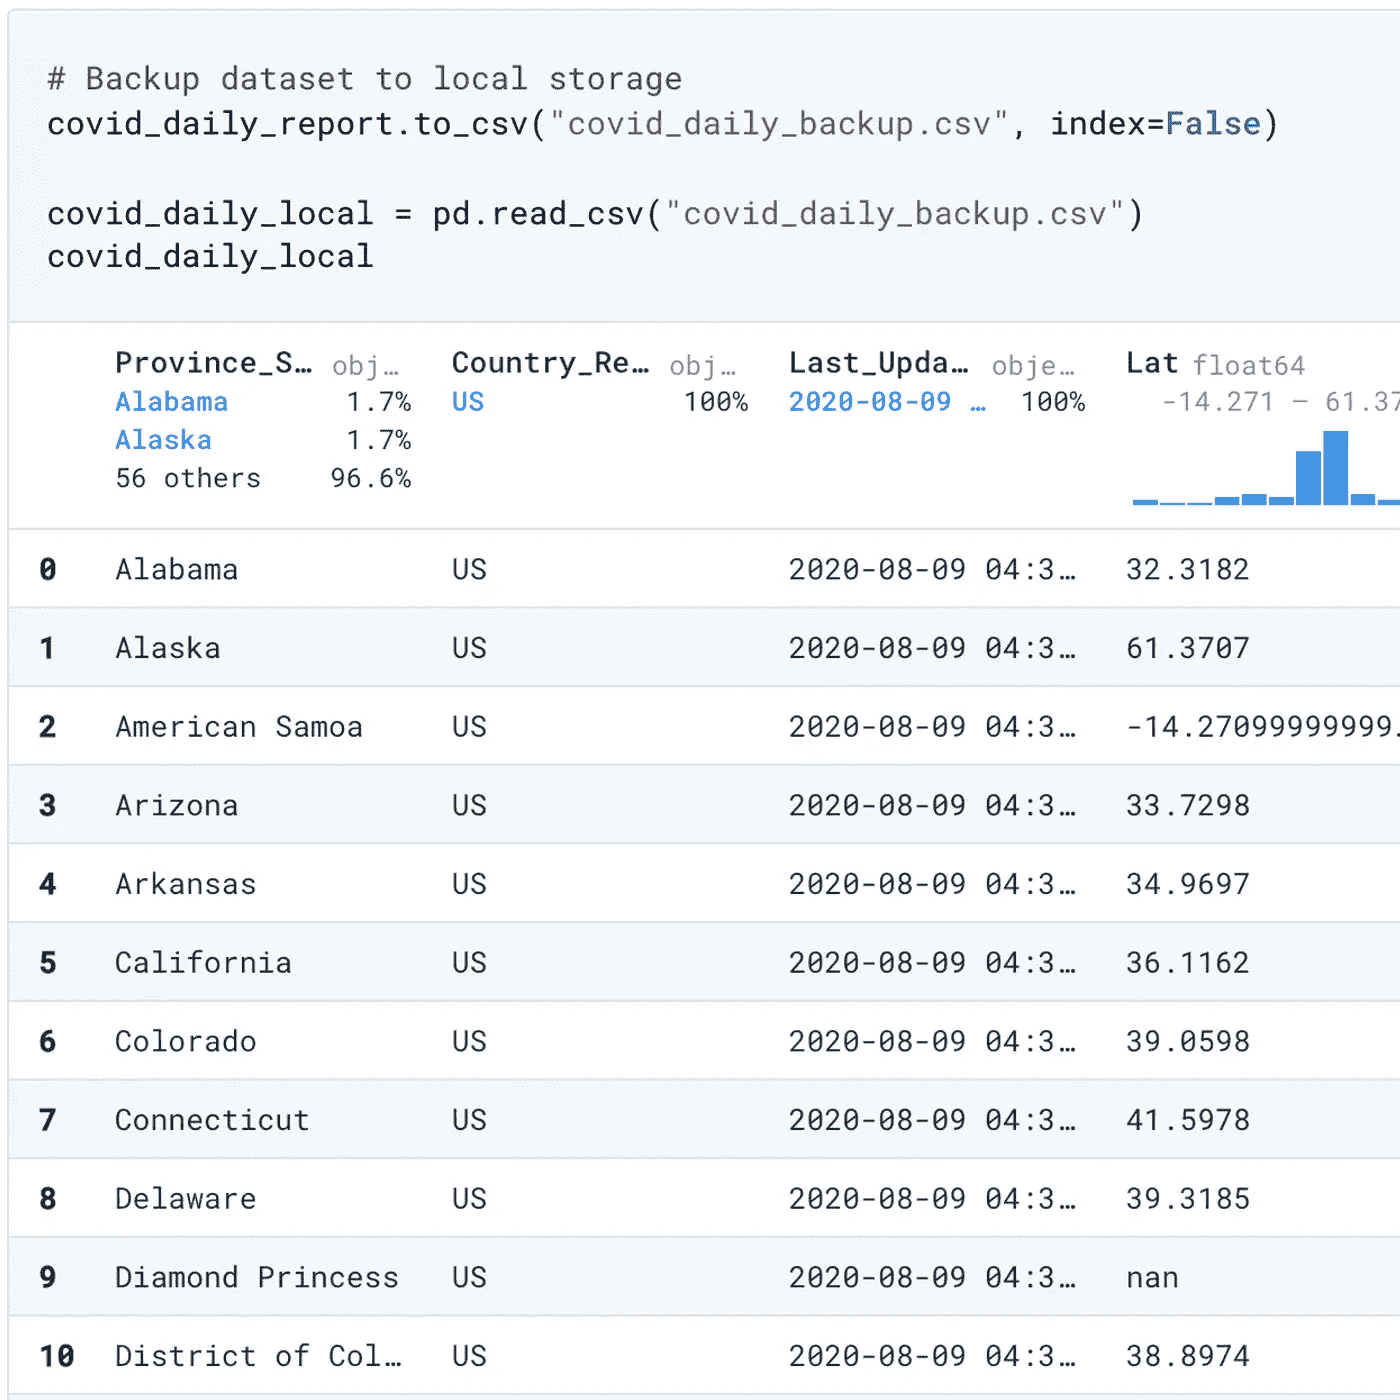 # Backup dataset to local storage
covid_daily_report.to_csv("covid_daily_backup.csv", index=False)
covid_daily_local = pd.read_csv("covid_daily_backup.csv")
covid_daily_local
Province_S… obj… Country_Re… obj… Last_Upda… obje… Lat float64
Alabama 1.7% US 100% 2020-08-09 … 100% -14.271 – 61.37
Alaska 1.7%
56 others 96.6%
0 Alabama US 2020-08-09 04:3… 32.3182
1 Alaska US 2020-08-09 04:3… 61.3707
2 American Samoa US 2020-08-09 04:3… -14.27099999999.
3 Arizona US 2020-08-09 04:3… 33.7298
4 Arkansas US 2020-08-09 04:3… 34.9697
5 California US 2020-08-09 04:3… 36.1162
6 Colorado US 2020-08-09 04:3… 39.0598
7 Connecticut US 2020-08-09 04:3… 41.5978
8 Delaware US 2020-08-09 04:3… 39.3185
9 Diamond Princess US 2020-08-09 04:3… nan
10 District of Col… US 2020-08-09 04:3… 38.8974